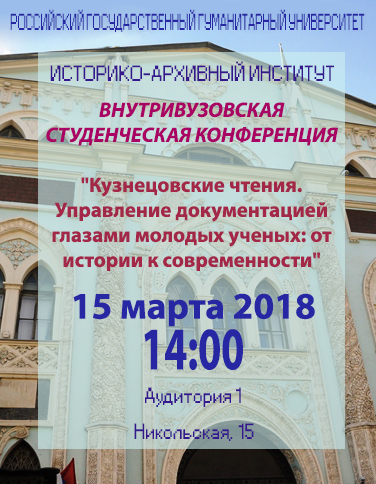 РОССИЙСКИЙ ГОСУДАРСТВЕННЫЙ ГУМАНИТАРНЫЙ УНИВЕРСИТЕТ
ИСТОРИКО-АРХИВНЫЙ ИНСТИТУТ
ВНУТРИВУЗОВСКАЯ
СТУДЕНЧЕСКАЯ КОНФЕРЕНЦИЯ
"Кузнецовские чтения.
Управление документацией
глазами молодых ученых: от
истории к современности"
15 марта 2018
14:00
Аудитория 1
Никольская, 15